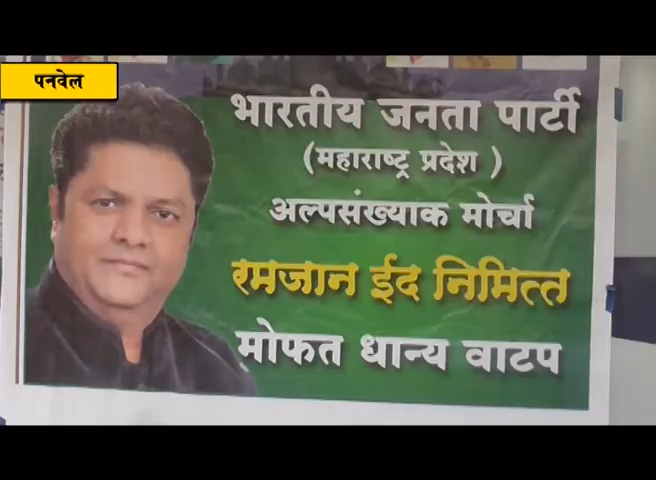 पनवेल
भारतीय जनता पार्टी
(महाराष्ट्र प्रदेश )
अल्पसंख्याक मोर्चा
रमजान ईद निमित्त
मोफत धान्य वाटप